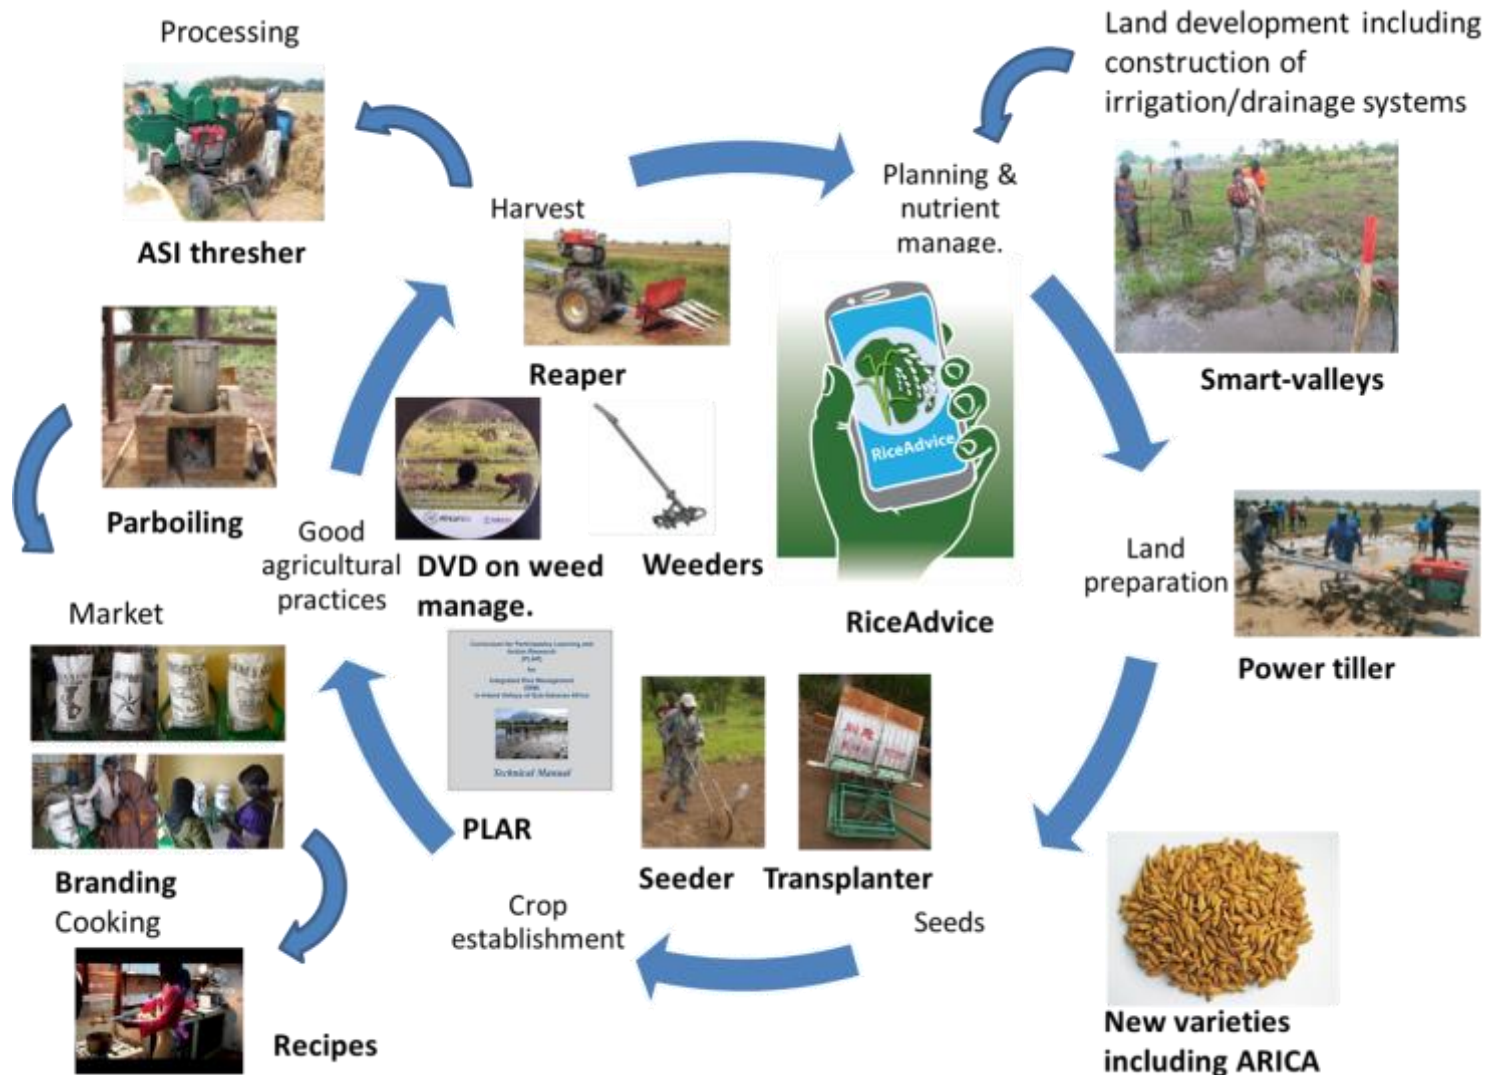 Processing
ASI thresher
Parboiling
Market
Branding
Cooking
Recipes
Harvest
Reaper
Good
agricultural
practices
DVD on weed
manage.
Weeders
PLAR
Technical Manual
Crop
establishment
Seeder
Transplanter
Seeds
Planning &
nutrient
manage.
RiceAdvice
RiceAdvice
Land development including
construction of
irrigation/drainage systems
Smart-valleys
Land
preparation
Power tiller
New varieties
including ARICA